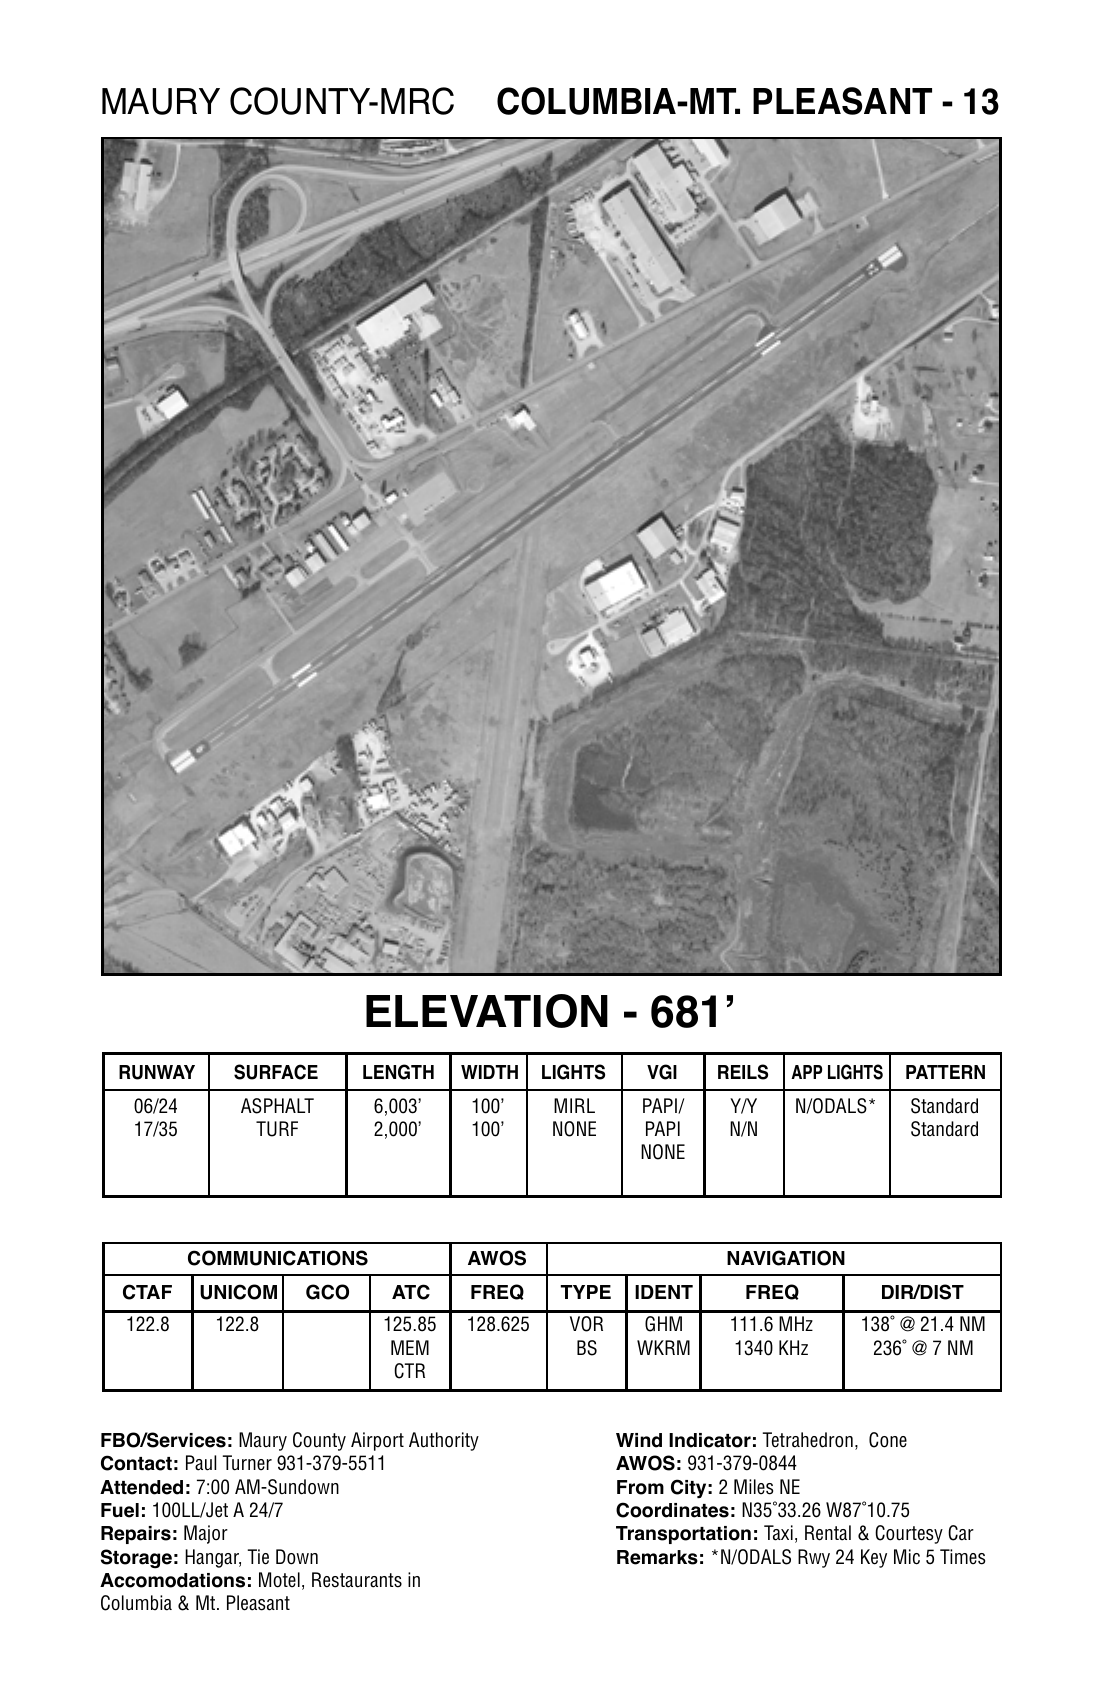 MAURY COUNTY-MRC COLUMBIA-MT. PLEASANT - 13
ELEVATION - 681’
RUNWAY SURFACE LENGTH WIDTH LIGHTS VGI REILS APP LIGHTS PATTERN
06/24 ASPHALT 6,003’ 100’ MIRL PAPI/ Y/Y N/ODALS* Standard
17/35 TURF 2,000’ 100’ NONE PAPI N/N Standard
NONE
COMMUNICATIONS AWOS NAVIGATION
CTAF UNICOM GCO ATC FREQ TYPE IDENT FREQ DIR/DIST
122.8 122.8 125.85 128.625 VOR GHM 111.6 MHz 138˚ @ 21.4 NM
MEM BS WKRM 1340 KHz 236˚ @ 7 NM
CTR
FBO/Services: Maury County Airport Authority
Contact: Paul Turner 931-379-5511
Attended: 7:00 AM-Sundown
Fuel: 100LL/Jet A 24/7
Repairs: Major
Storage: Hangar, Tie Down
Accomodations: Motel, Restaurants in
Columbia & Mt. Pleasant
Wind Indicator: Tetrahedron, Cone
AWOS: 931-379-0844
From City: 2 Miles NE
Coordinates: N35˚33.26 W87˚10.75
Transportation: Taxi, Rental & Courtesy Car
Remarks: *N/ODALS Rwy 24 Key Mic 5 Times